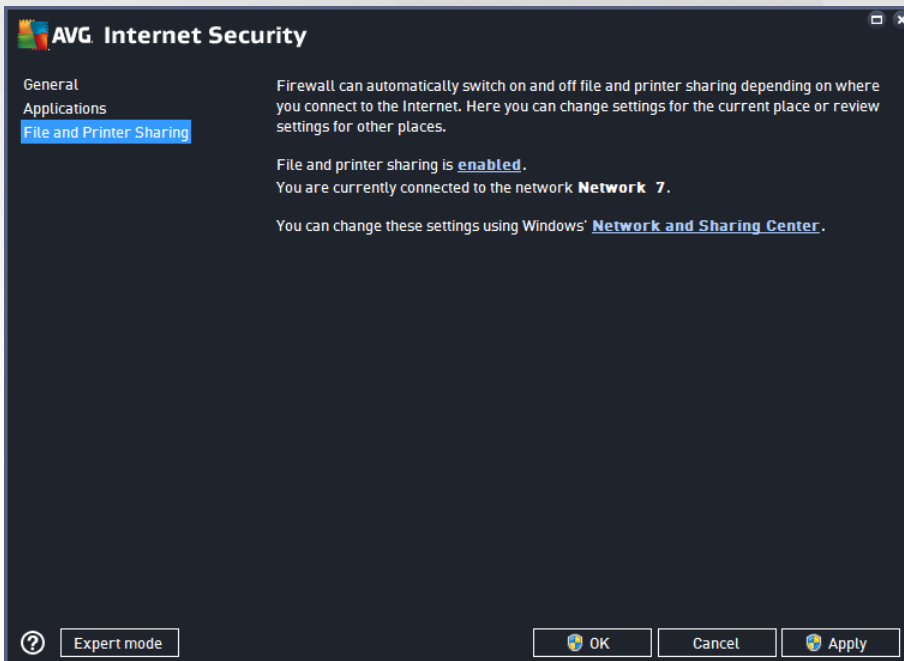 AVG. Internet Security
General
Applications
File and Printer Sharing
Firewall can automatically switch on and off file and printer sharing depending on where
you connect to the Internet. Here you can change settings for the current place or review
settings for other places.
File and printer sharing is enabled.
You are currently connected to the network Network 7.
You can change these settings using Windows' Network and Sharing Center.
?
Expert mode
OK
Cancel
Apply